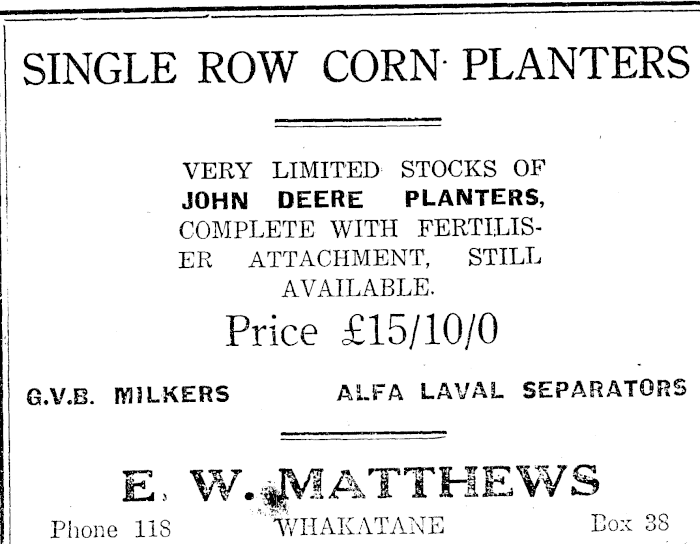 SINGLE ROW CORN PLANTERS
VERY LIMITED STOCKS OF
JOHN DEERE PLANTERS,
COMPLETE WITH FERTILIS-
ER ATTACHMENT, STILL
AVAILABLE.
Price £15/10/0
G.V.B. MILKERS ALFA LAVAL SEPARATORS
E. W. MATTHEWS
Phone 118 WHAKATANE Box 38